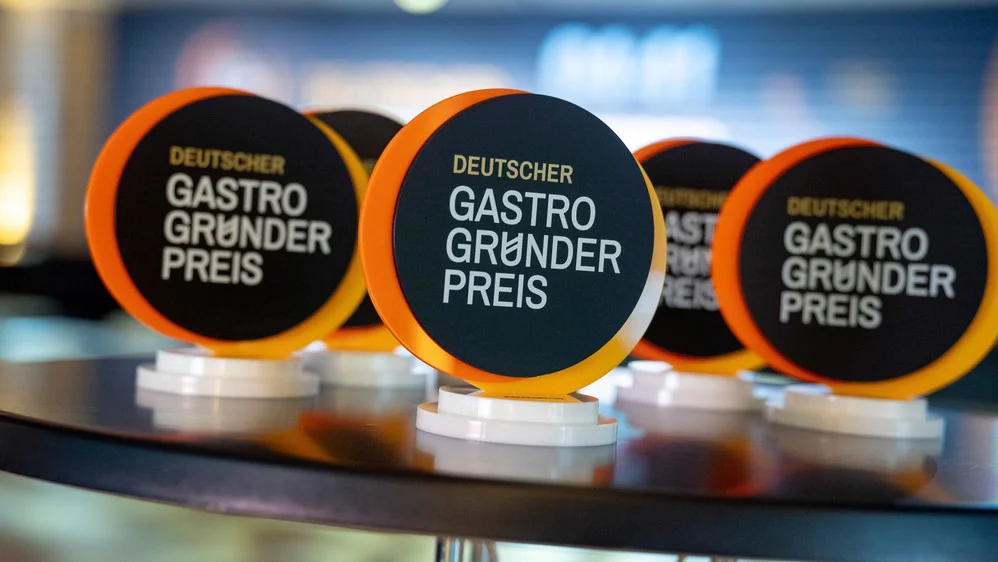 DEUTSCHER
GASTRO
GRÜNDER
PREIS
DEUTSCHER
GASTRO
GRÜNDER
PREIS
DEUTSCHER
GASTRO
GRÜNDER
PREIS